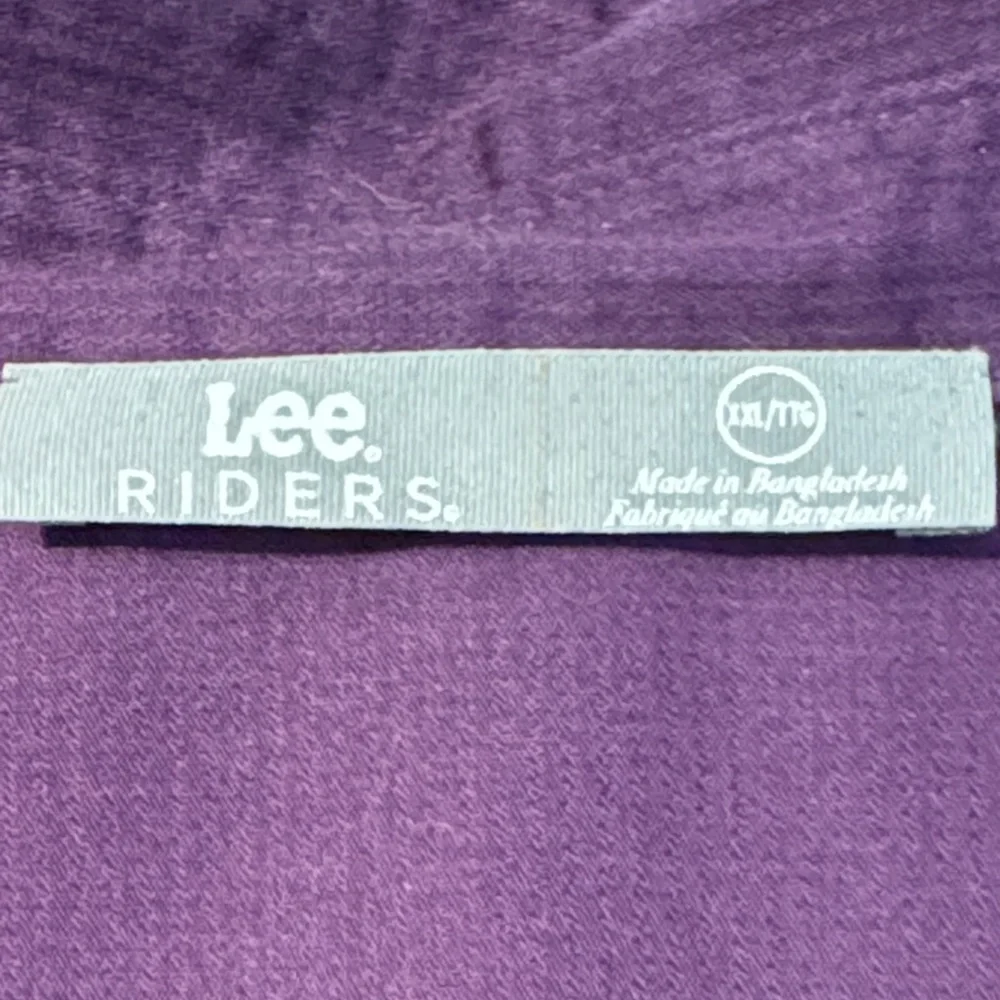 Lee®
RIDERS®
XXL/TTG
Made in Bangladesh
Fabriqué au Bangladesh